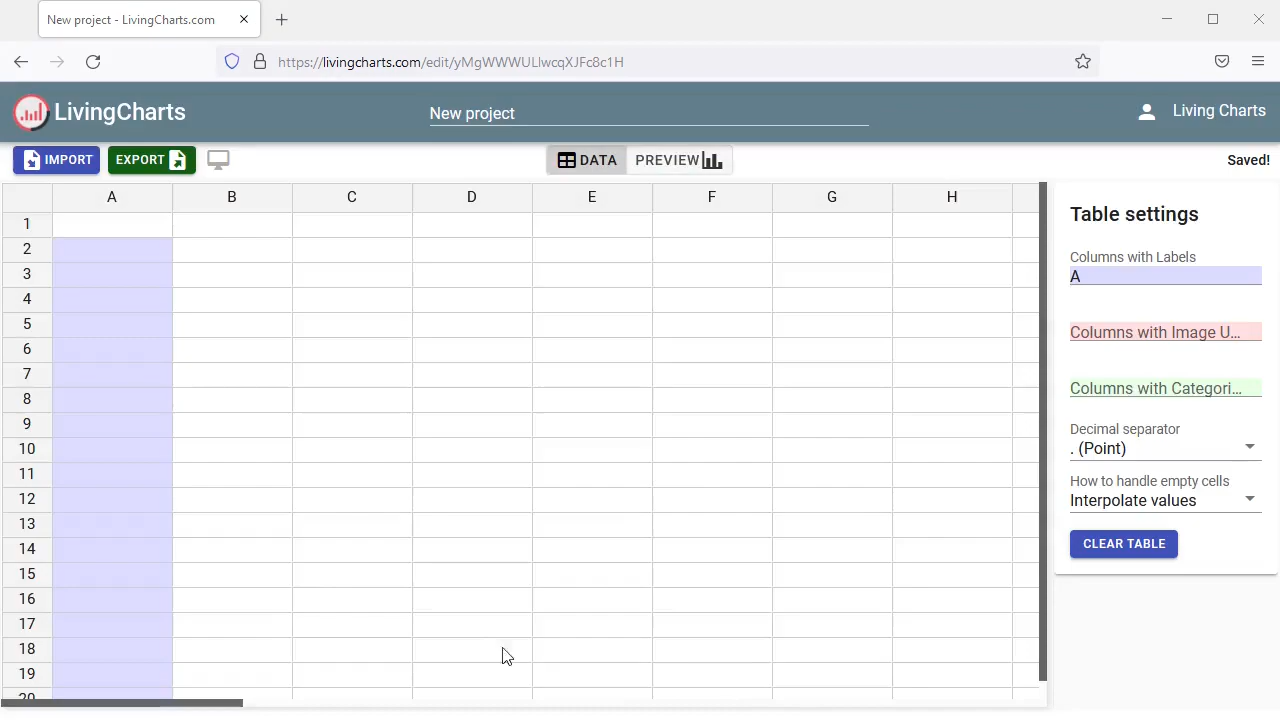 New project - LivingCharts.com
https://livingcharts.com/edit/yMgWWWULlwcqXJFc8c1H
LivingCharts
New project
Living Charts
IMPORT
EXPORT
DATA
PREVIEW
Saved!
A B C D E F G H
1
2
3
4
5
6
7
8
9
10
11
12
13
14
15
16
17
18
19
20
Table settings
Columns with Labels
A
Columns with Image U...
Columns with Categori...
Decimal separator
. (Point)
How to handle empty cells
Interpolate values
CLEAR TABLE